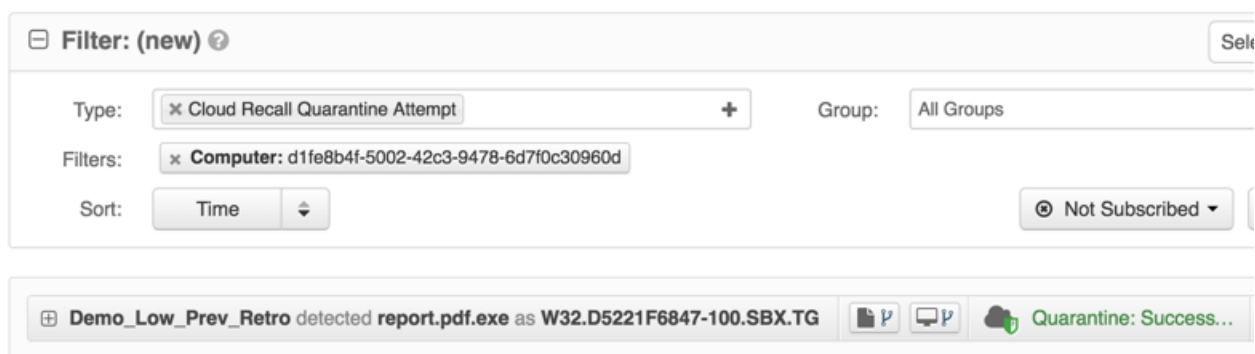 Filter: (new)
Sele
Type: Cloud Recall Quarantine Attempt Group: All Groups
Filters: Computer: d1fe8b4f-5002-42c3-9478-6d7f0c30960d
Sort: Time Not Subscribed
Demo_Low_Prev_Retro detected report.pdf.exe as W32.D5221F6847-100.SBX.TG Quarantine: Success...